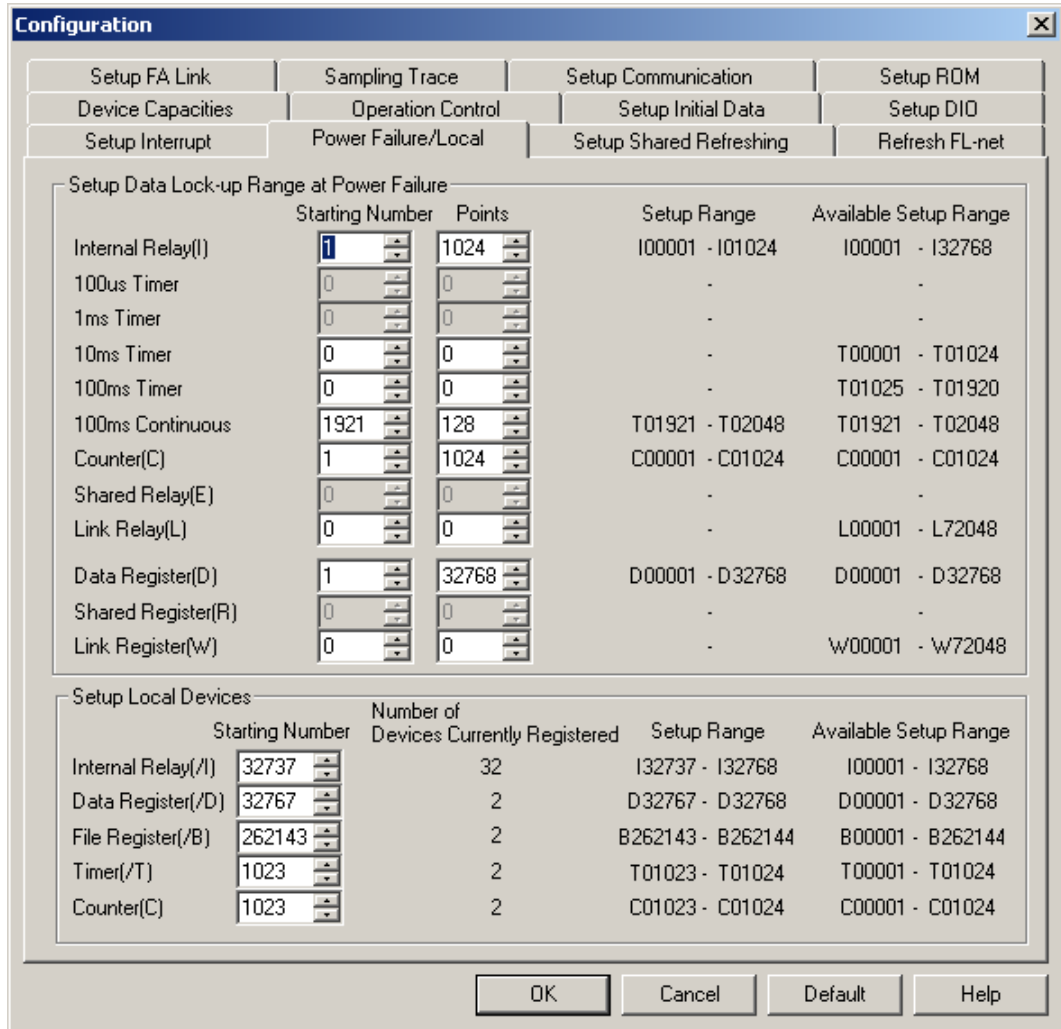 Configuration
Setup FA Link Sampling Trace Setup Communication Setup ROM
Device Capacities Operation Control Setup Initial Data Setup DIO
Setup Interrupt Power Failure/Local Setup Shared Refreshing Refresh FL-net
Setup Data Lock-up Range at Power Failure
Starting Number Points Setup Range Available Setup Range
Internal Relay(I) 1 1024 I00001 - I01024 I00001 - I32768
100us Timer 0 0 - -
1ms Timer 0 0 - -
10ms Timer 0 0 - T00001 - T01024
100ms Timer 0 0 - T01025 - T01920
100ms Continuous 1921 128 T01921 - T02048 T01921 - T02048
Counter(C) 1 1024 C00001 - C01024 C00001 - C01024
Shared Relay(E) 0 0 - -
Link Relay(L) 0 0 - L00001 - L72048
Data Register(D) 1 32768 D00001 - D32768 D00001 - D32768
Shared Register(R) 0 0 - -
Link Register(W) 0 0 - W00001 - W72048
Setup Local Devices
Starting Number Number of Devices Currently Registered Setup Range Available Setup Range
Internal Relay(/I) 32737 32 I32737 - I32768 I00001 - I32768
Data Register(/D) 32767 2 D32767 - D32768 D00001 - D32768
File Register(/B) 262143 2 B262143 - B262144 B00001 - B262144
Timer(/T) 1023 2 T01023 - T01024 T00001 - T01024
Counter(C) 1023 2 C01023 - C01024 C00001 - C01024
OK Cancel Default Help